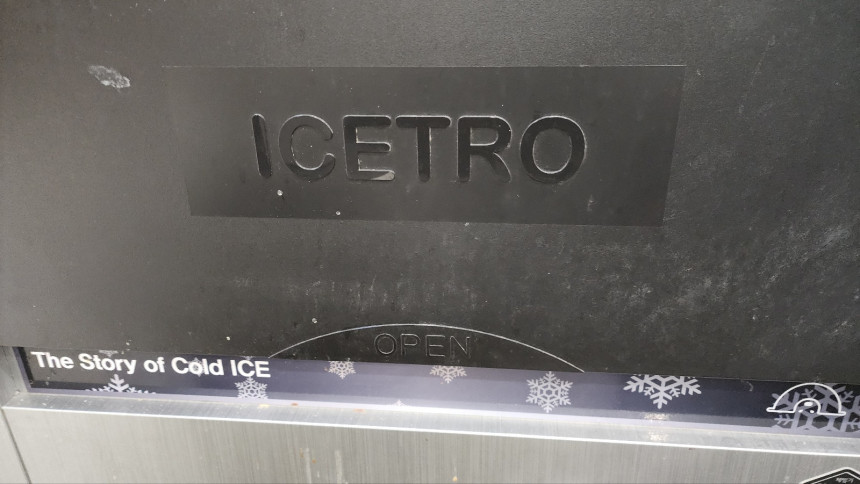 ICETRO
OPEN
The Story of Cold ICE